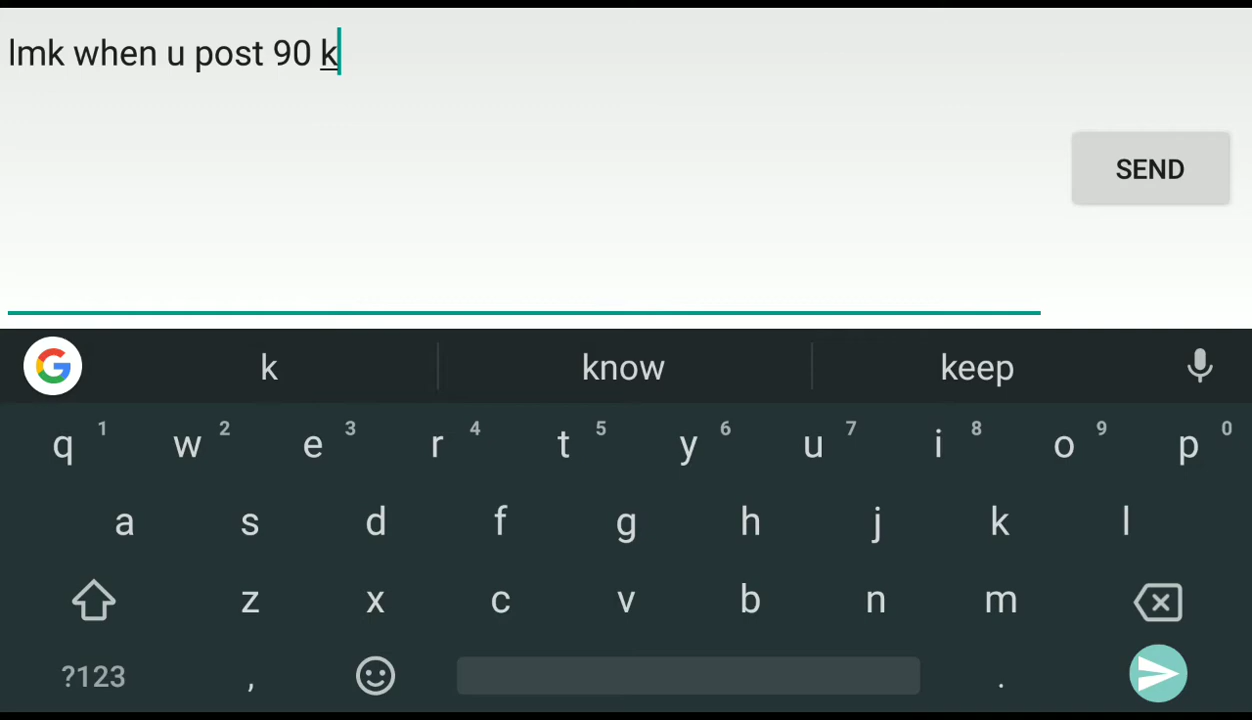 lmk when u post 90 k
SEND
G k know keep
q 1 w 2 e 3 r 4 t 5 y 6 u 7 i 8 o 9 p 0
a s d f g h j k l
z x c v b n m
?123 , .